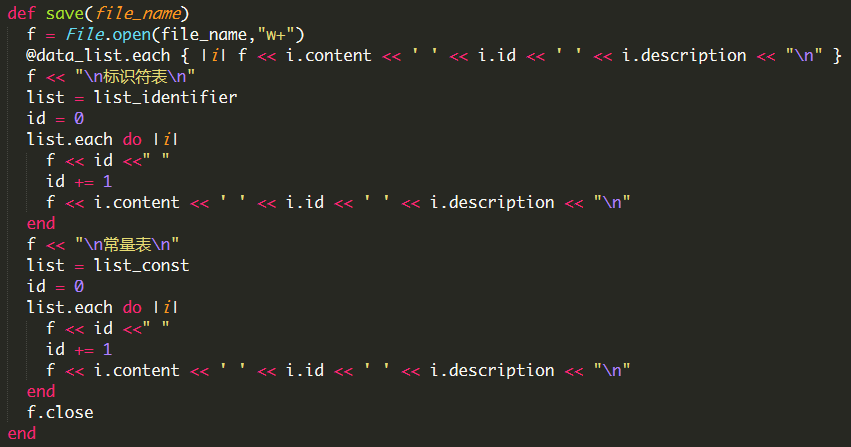 def save(file_name)
  f = File.open(file_name,"w+")
  @data_list.each { |i| f << i.content << ' ' << i.id << ' ' << i.description << "\n" }
  f << "\n标识符表\n"
  list = list_identifier
  id = 0
  list.each do |i|
    f << id <<" "
    id += 1
    f << i.content << ' ' << i.id << ' ' << i.description << "\n"
  end
  f << "\n常量表\n"
  list = list_const
  id = 0
  list.each do |i|
    f << id <<" "
    id += 1
    f << i.content << ' ' << i.id << ' ' << i.description << "\n"
  end
  f.close
end